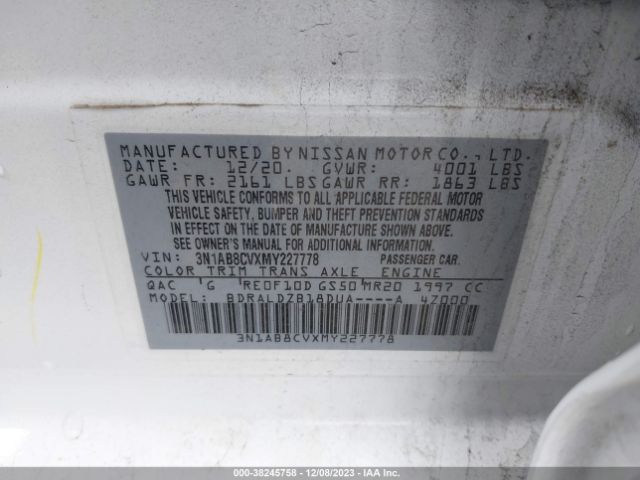 MANUFACTURED BY NISSAN MOTOR CO., LTD.
DATE: 12/20. GVWR: 4001 LBS
GAWR FR: 2161 LBS GAWR RR: 1863 LBS
THIS VEHICLE CONFORMS TO ALL APPLICABLE FEDERAL MOTOR
VEHICLE SAFETY, BUMPER AND THEFT PREVENTION STANDARDS
IN EFFECT ON THE DATE OF MANUFACTURE SHOWN ABOVE.
SEE OWNER'S MANUAL FOR ADDITIONAL INFORMATION.
VIN: 3N1AB8CVXMY227778 PASSENGER CAR.
COLOR TRIM TRANS AXLE ENGINE
QAC G RE0F10D GS50 MR20 1997 CC
MODEL: BDRALDZB18DUA----A 47000
3N1AB8CVXMY227778
000-38245758 - 12/08/2023 - IAA Inc.